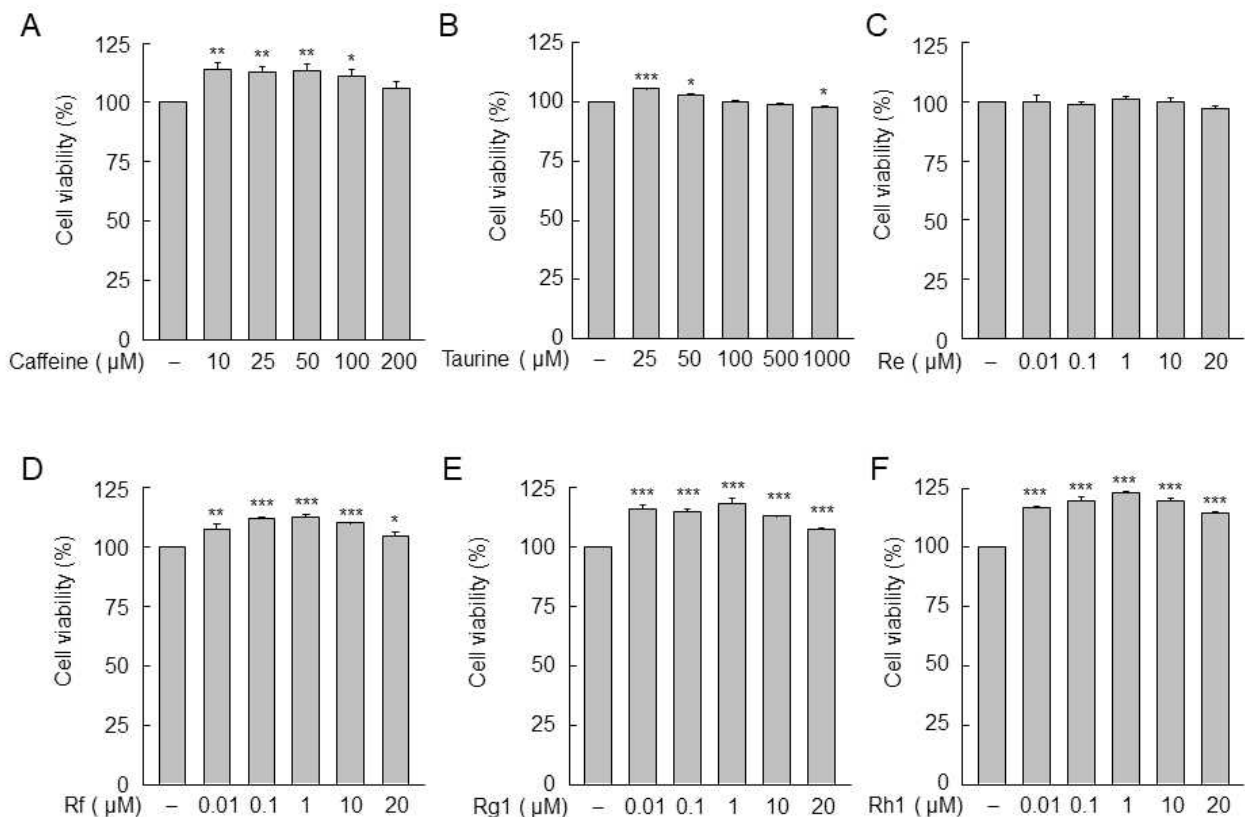 A
Cell viability (%)
125
100
75
50
25
0
** ** ** *
Caffeine ( µM) – 10 25 50 100 200
B
Cell viability (%)
125
100
75
50
25
0
*** * *
Taurine ( µM) – 25 50 100 500 1000
C
Cell viability (%)
125
100
75
50
25
0
Re ( µM) – 0.01 0.1 1 10 20
D
Cell viability (%)
125
100
75
50
25
0
** *** *** *** *
Rf ( µM) – 0.01 0.1 1 10 20
E
Cell viability (%)
125
100
75
50
25
0
*** *** *** *** ***
Rg1 ( µM) – 0.01 0.1 1 10 20
F
Cell viability (%)
125
100
75
50
25
0
*** *** *** *** ***
Rh1 ( µM) – 0.01 0.1 1 10 20